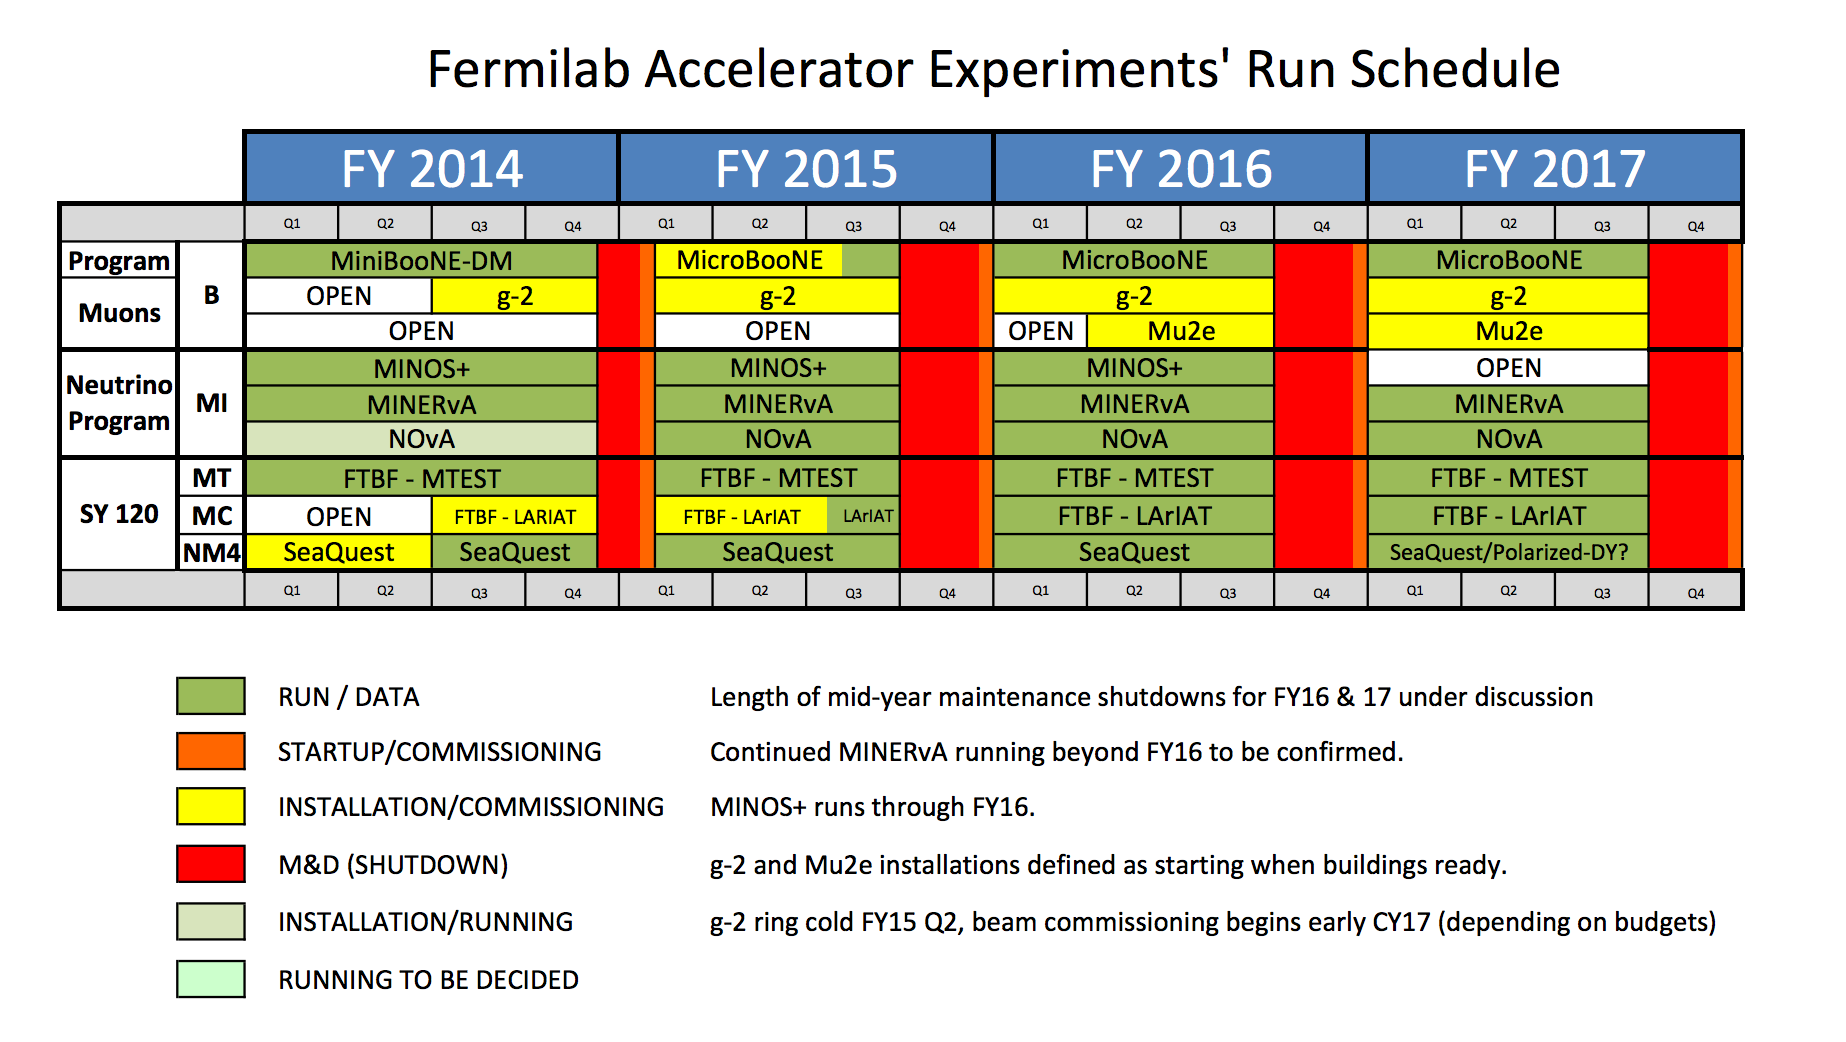 Fermilab Accelerator Experiments' Run Schedule
FY 2014 FY 2015 FY 2016 FY 2017
Q1 Q2 Q3 Q4 Q1 Q2 Q3 Q4 Q1 Q2 Q3 Q4 Q1 Q2 Q3 Q4
Program MiniBooNE-DM MicroBooNE MicroBooNE MicroBooNE
Muons B OPEN g-2 g-2 g-2 g-2
OPEN OPEN OPEN Mu2e Mu2e
Neutrino Program MI MINOS+ MINOS+ MINOS+ OPEN
MINERvA MINERvA MINERvA MINERvA
NOvA NOvA NOvA NOvA
SY 120 MT FTBF - MTEST FTBF - MTEST FTBF - MTEST FTBF - MTEST
MC OPEN FTBF - LARIAT FTBF - LArIAT LArIAT FTBF - LArIAT FTBF - LArIAT
NM4 SeaQuest SeaQuest SeaQuest SeaQuest SeaQuest/Polarized-DY?
Q1 Q2 Q3 Q4 Q1 Q2 Q3 Q4 Q1 Q2 Q3 Q4 Q1 Q2 Q3 Q4
RUN / DATA Length of mid-year maintenance shutdowns for FY16 & 17 under discussion
STARTUP/COMMISSIONING Continued MINERvA running beyond FY16 to be confirmed.
INSTALLATION/COMMISSIONING MINOS+ runs through FY16.
M&D (SHUTDOWN) g-2 and Mu2e installations defined as starting when buildings ready.
INSTALLATION/RUNNING g-2 ring cold FY15 Q2, beam commissioning begins early CY17 (depending on budgets)
RUNNING TO BE DECIDED